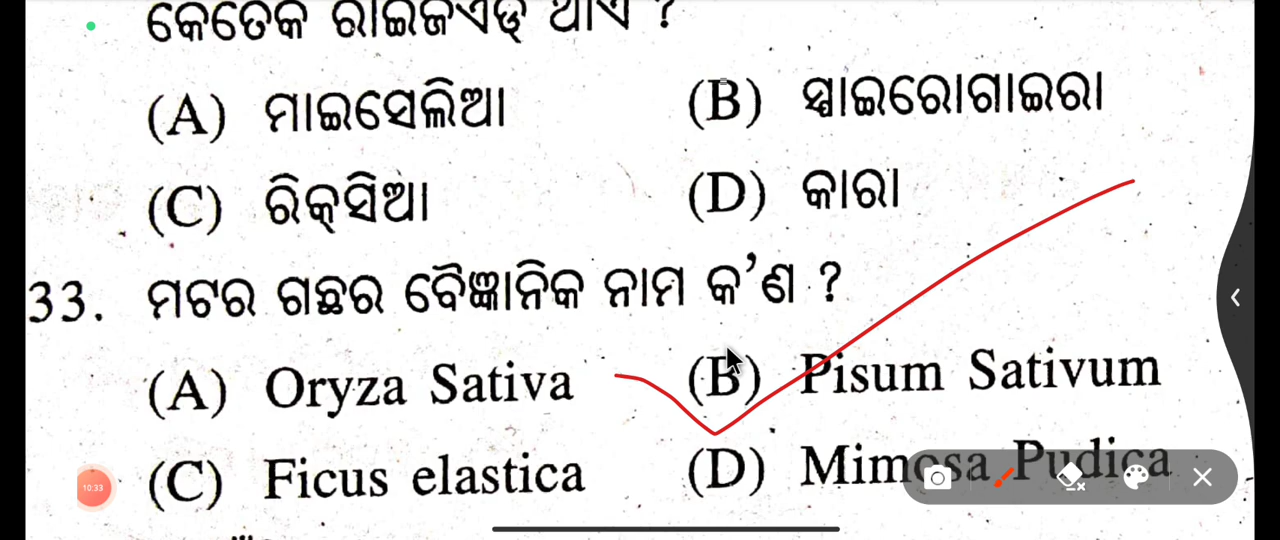 କେତେକ ରାଇଜଏଡ୍ ଥାଏ ?
(A) ମାଇସେଲିଆ (B) ସ୍ପାଇରୋଗାଇରା
(C) ରିକ୍‌ସିଆ (D) କାରା
33. ମଟର ଗଛର ବୈଜ୍ଞାନିକ ନାମ କ'ଣ ?
(A) Oryza Sativa (B) Pisum Sativum
(C) Ficus elastica (D) Mimosa Pudica
10:33